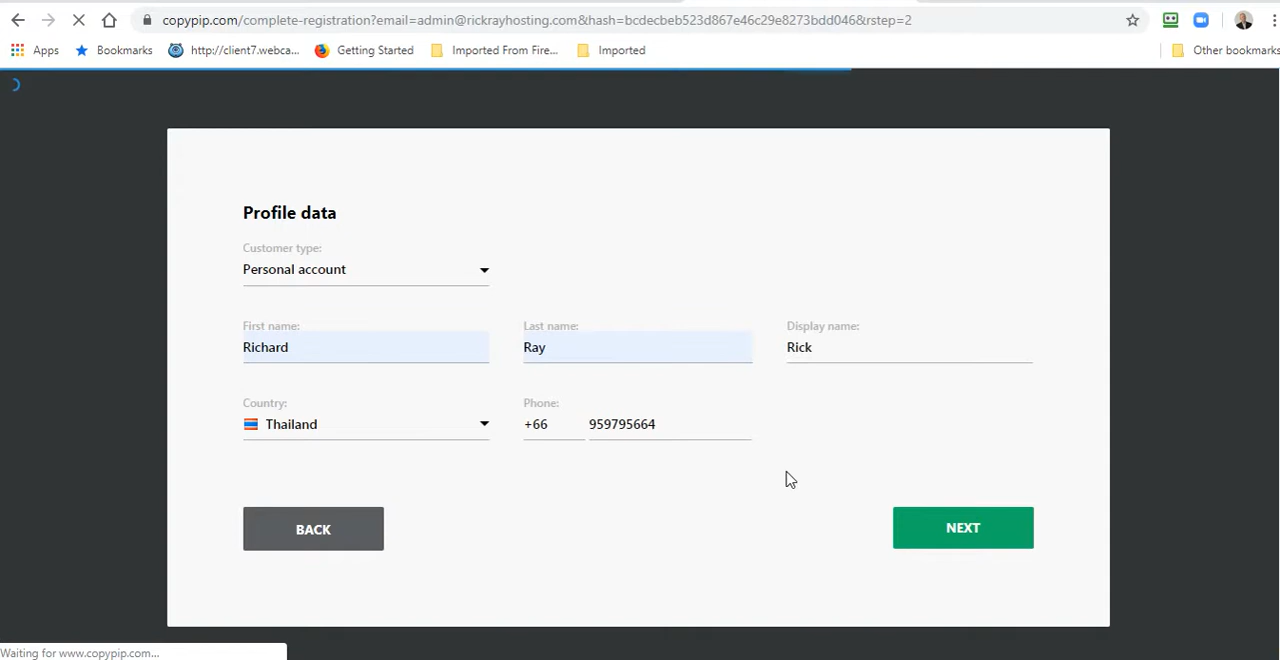 copypip.com/complete-registration?email=admin@rickrayhosting.com&hash=bcdecbeb523d867e46c29e8273bdd046&rstep=2
Apps Bookmarks http://client7.webca... Getting Started Imported From Fire... Imported Other bookmarks
Profile data
Customer type:
Personal account
First name: Last name: Display name:
Richard Ray Rick
Country: Phone:
Thailand +66 959795664
BACK NEXT
Waiting for www.copypip.com...